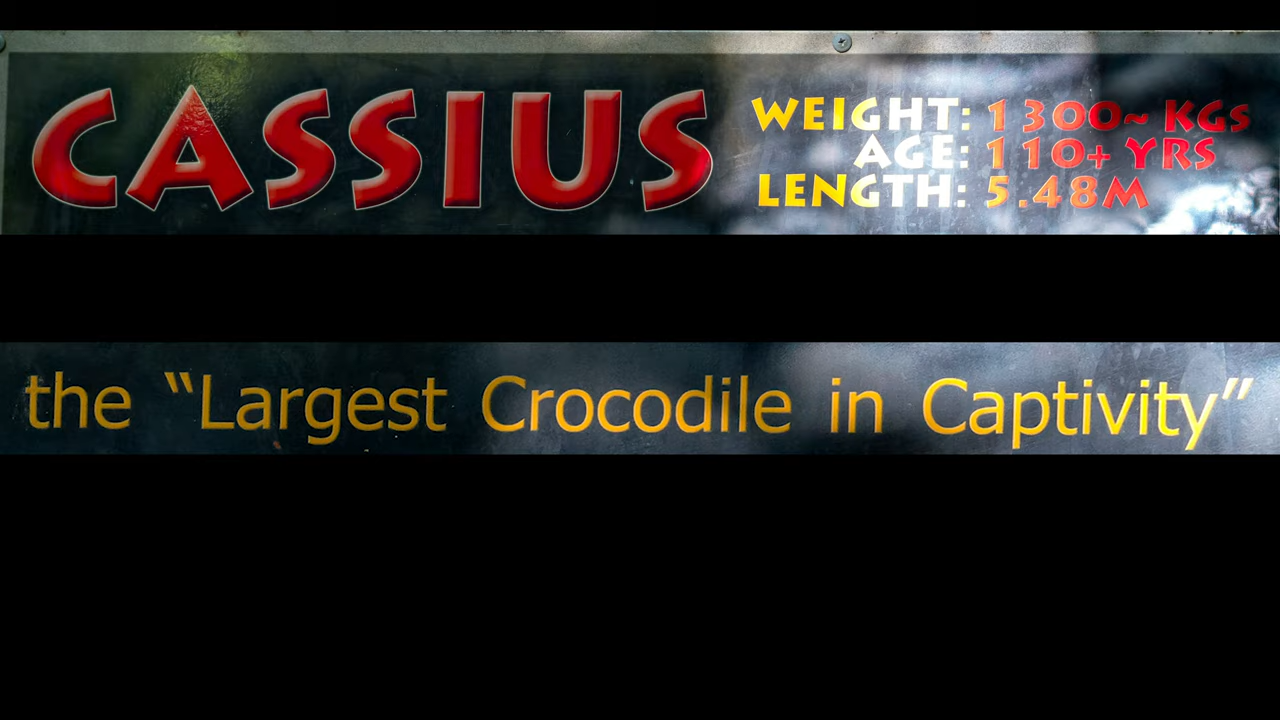 CASSIUS
WEIGHT: 1300~ KGS
AGE: 110+ YRS
LENGTH: 5.48M
the “Largest Crocodile in Captivity”